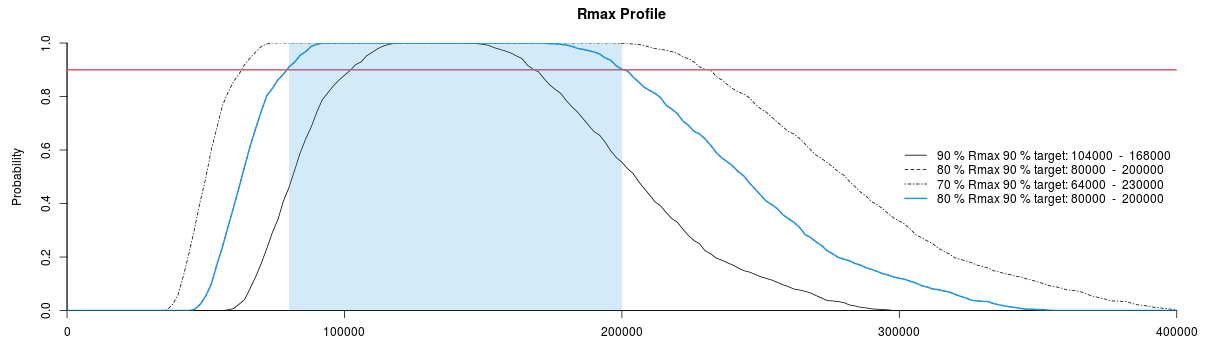 Rmax Profile
1.0
0.8
0.6
0.4
0.2
0.0
Probability
90 % Rmax 90 % target: 104000 - 168000
80 % Rmax 90 % target: 80000 - 200000
70 % Rmax 90 % target: 64000 - 230000
80 % Rmax 90 % target: 80000 - 200000
0
100000
200000
300000
400000